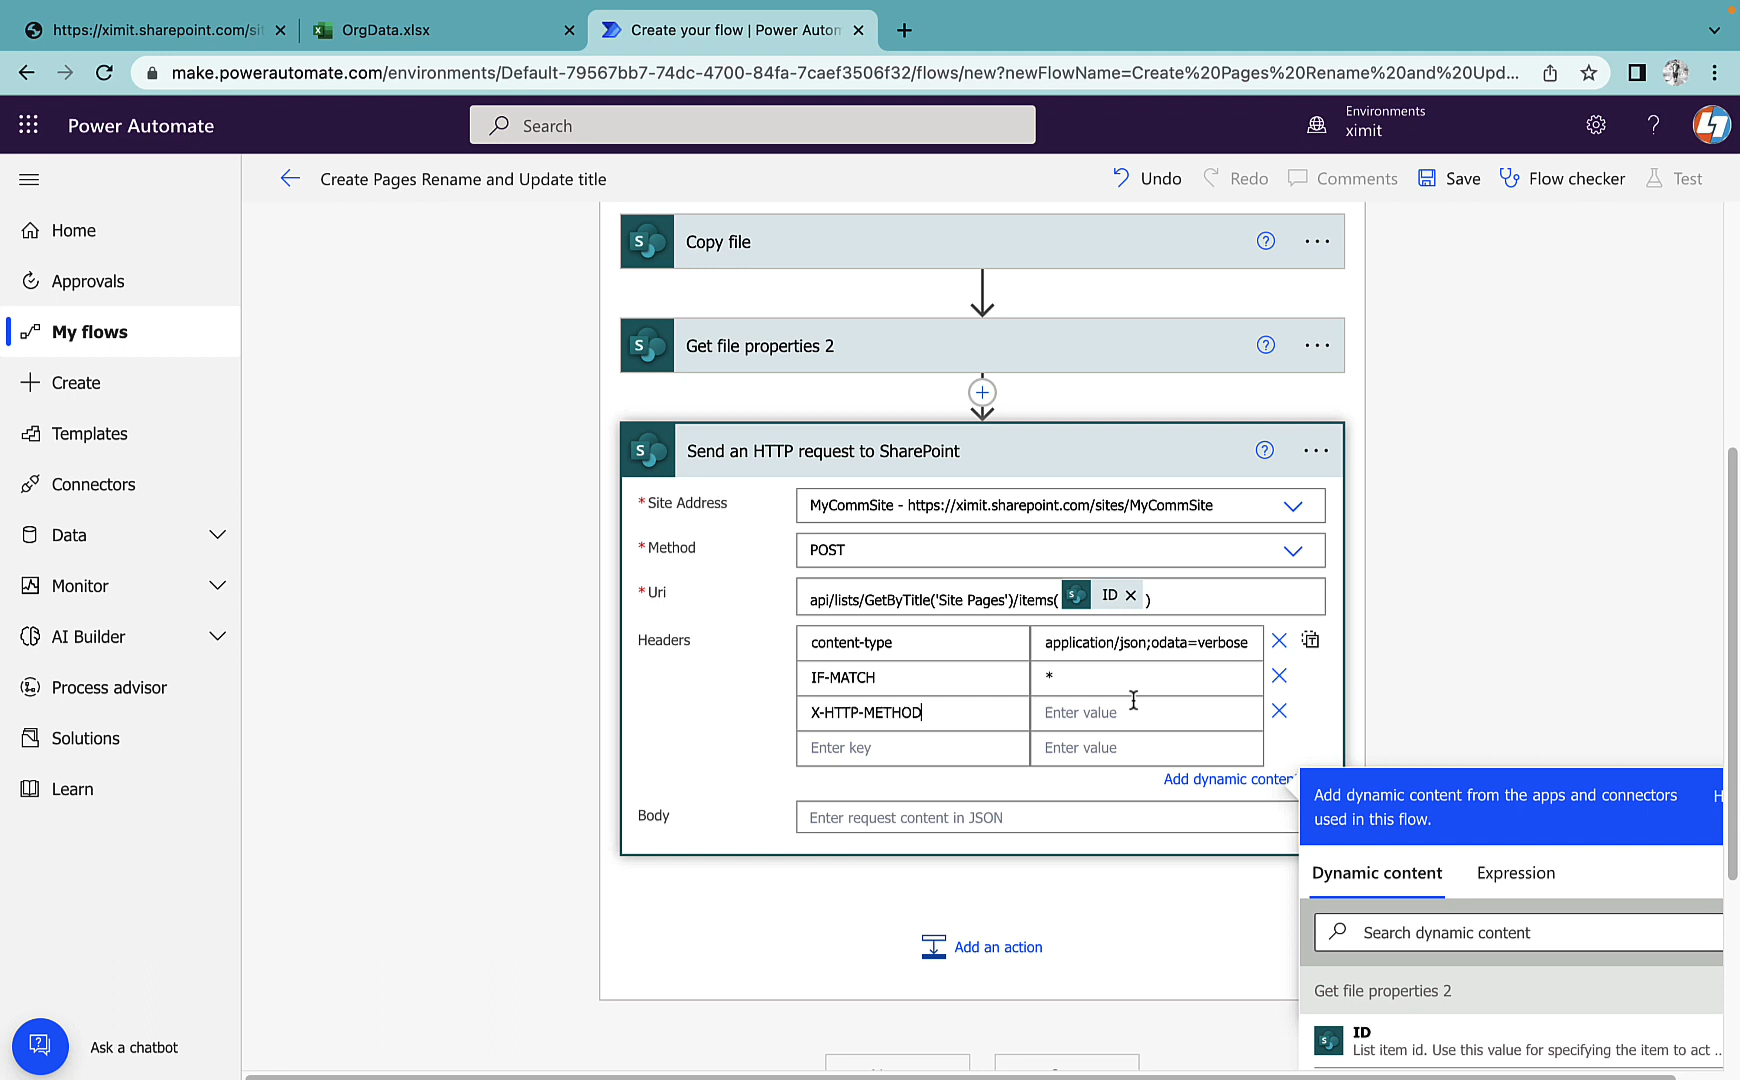 https://ximit.sharepoint.com/sit
OrgData.xlsx
Create your flow | Power Autom
make.powerautomate.com/environments/Default-79567bb7-74dc-4700-84fa-7caef3506f32/flows/new?newFlowName=Create%20Pages%20Rename%20and%20Upd...
Power Automate
Search
Environments
ximit
Create Pages Rename and Update title
Undo
Redo
Comments
Save
Flow checker
Test
Home
Approvals
My flows
Create
Templates
Connectors
Data
Monitor
AI Builder
Process advisor
Solutions
Learn
Ask a chatbot
Copy file
Get file properties 2
Send an HTTP request to SharePoint
* Site Address
MyCommSite - https://ximit.sharepoint.com/sites/MyCommSite
* Method
POST
* Uri
api/lists/GetByTitle('Site Pages')/items( ID )
Headers
content-type
application/json;odata=verbose
IF-MATCH
*
X-HTTP-METHOD
Enter value
Enter key
Enter value
Add dynamic conten
Body
Enter request content in JSON
Add an action
Add dynamic content from the apps and connectors
used in this flow.
H
Dynamic content
Expression
Search dynamic content
Get file properties 2
ID
List item id. Use this value for specifying the item to act ...